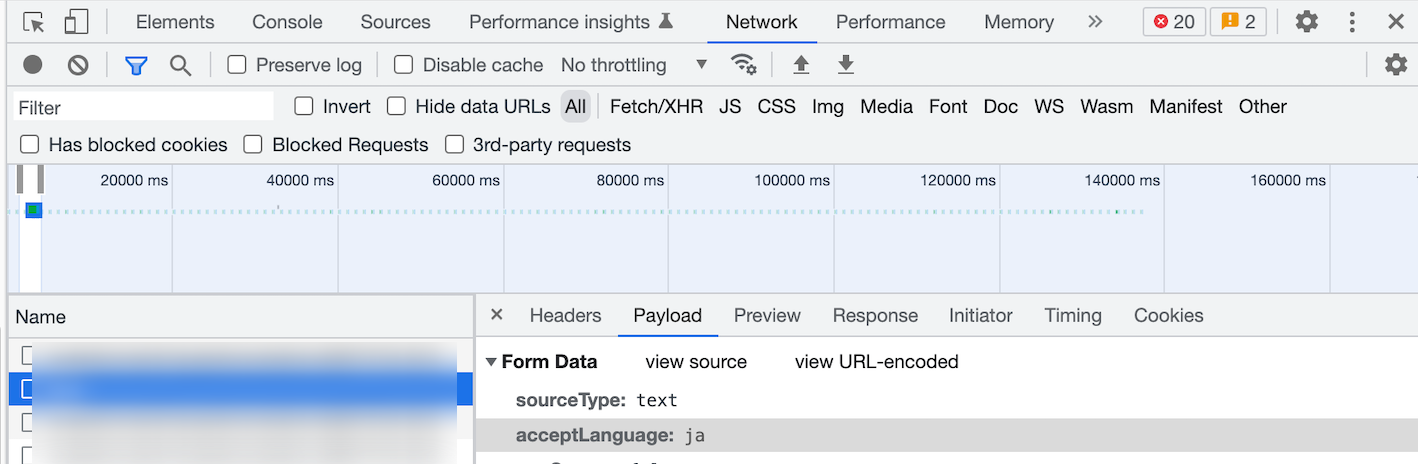 Elements Console Sources Performance insights Network Performance Memory >> 20 2
Preserve log Disable cache No throttling
Filter Invert Hide data URLs All Fetch/XHR JS CSS Img Media Font Doc WS Wasm Manifest Other
Has blocked cookies Blocked Requests 3rd-party requests
20000 ms 40000 ms 60000 ms 80000 ms 100000 ms 120000 ms 140000 ms 160000 ms
Name
Headers Payload Preview Response Initiator Timing Cookies
Form Data view source view URL-encoded
sourceType: text
acceptLanguage: ja